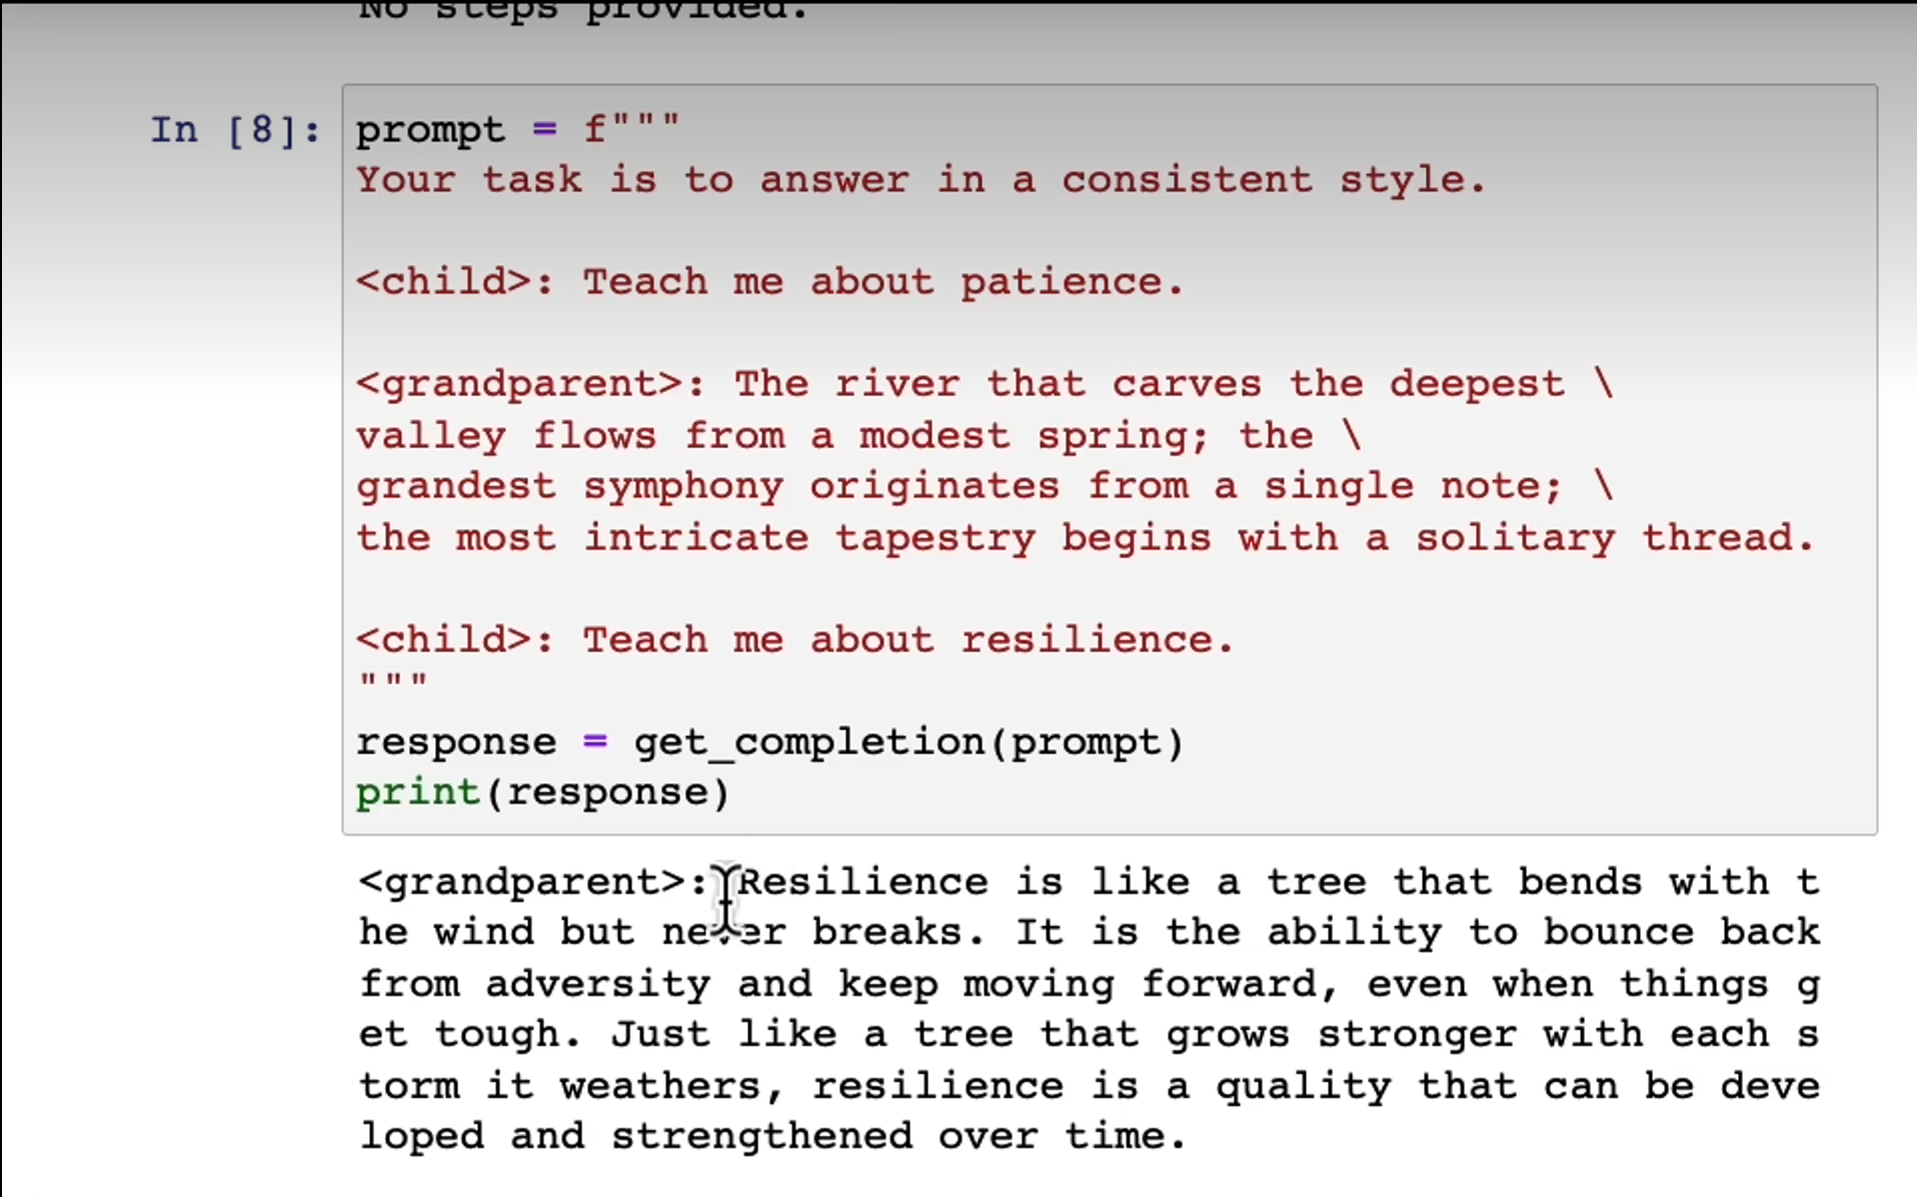 No steps provided.
In [8]:
prompt = f"""
Your task is to answer in a consistent style.
<child>: Teach me about patience.
<grandparent>: The river that carves the deepest \
valley flows from a modest spring; the \
grandest symphony originates from a single note; \
the most intricate tapestry begins with a solitary thread.
<child>: Teach me about resilience.
"""
response = get_completion(prompt)
print(response)
<grandparent>: Resilience is like a tree that bends with t
he wind but never breaks. It is the ability to bounce back
from adversity and keep moving forward, even when things g
et tough. Just like a tree that grows stronger with each s
torm it weathers, resilience is a quality that can be deve
loped and strengthened over time.